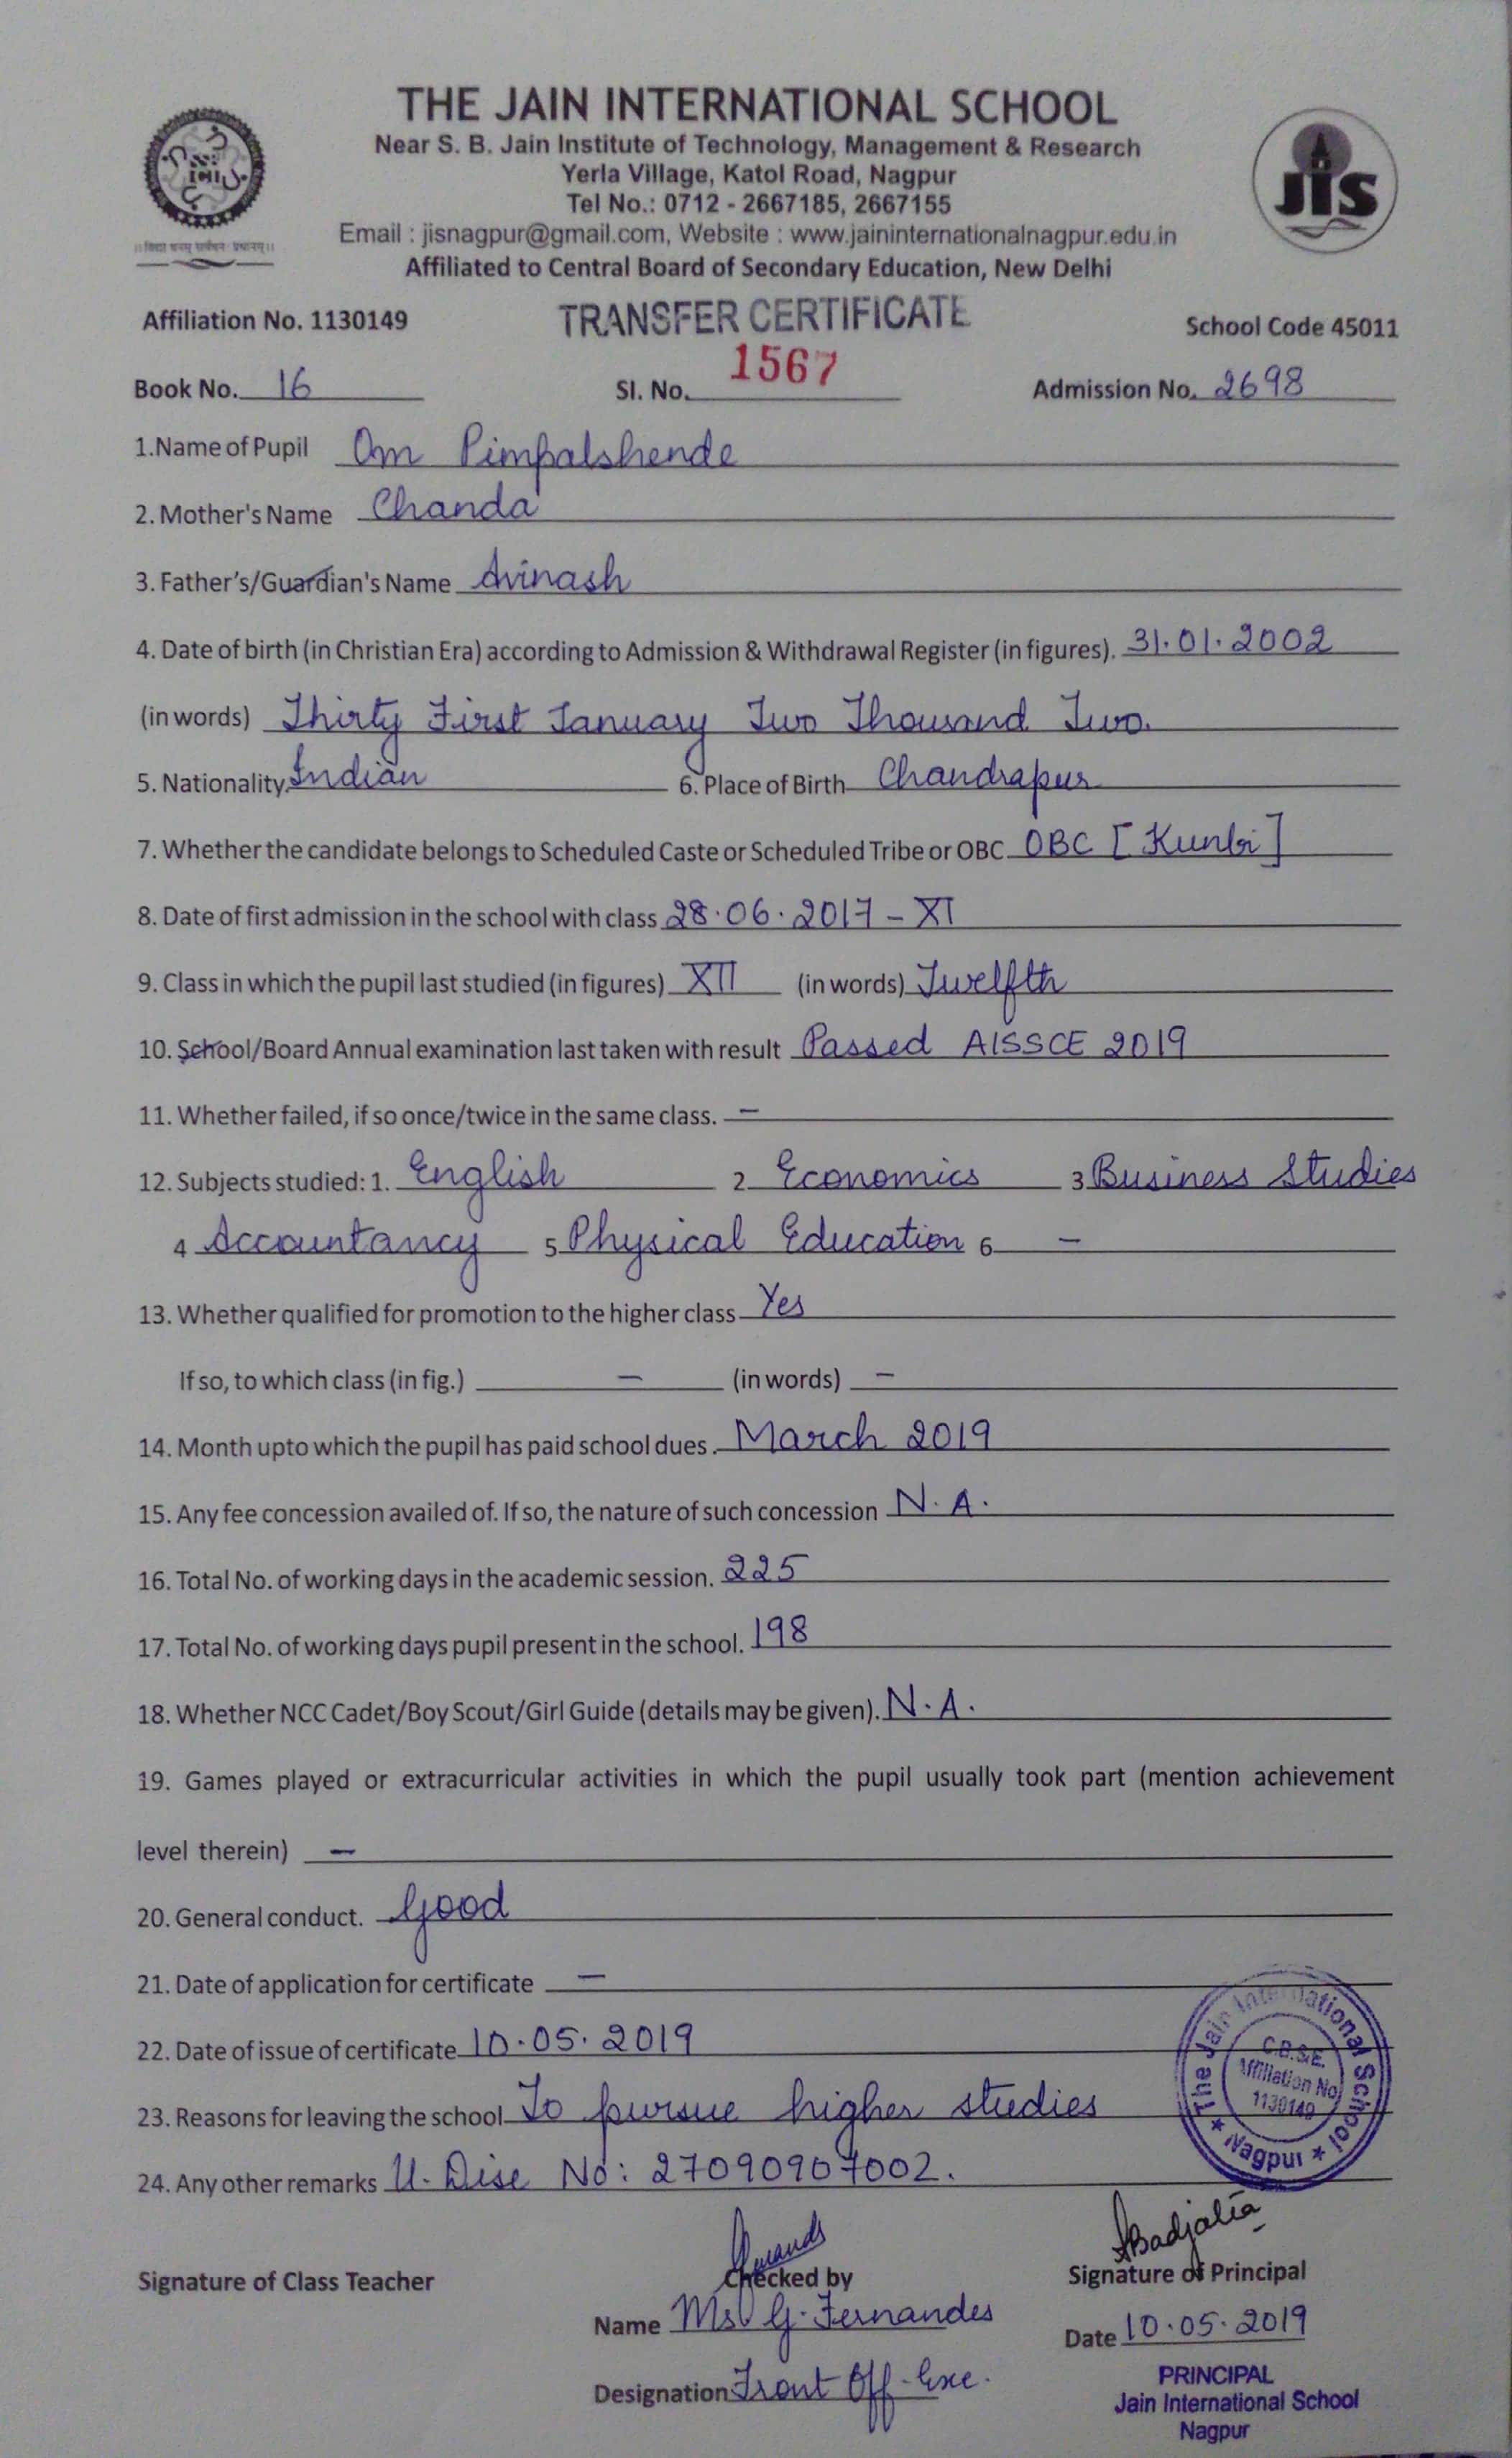 THE JAIN INTERNATIONAL SCHOOL
Near S. B. Jain Institute of Technology, Management & Research
Yerla Village, Katol Road, Nagpur
Tel No.: 0712 - 2667185, 2667155
Email : jisnagpur@gmail.com, Website : www.jaininternationalnagpur.edu.in
Affiliated to Central Board of Secondary Education, New Delhi
JIS
Affiliation No. 1130149 TRANSFER CERTIFICATE School Code 45011
Book No. 16 Sl. No. 1567 Admission No. 2698
1.Name of Pupil Om Pimpalshende
2. Mother's Name Chanda
3. Father's/Guardian's Name Avinash
4. Date of birth (in Christian Era) according to Admission & Withdrawal Register (in figures). 31.01.2002
(in words) Thirty First January Two Thousand Two.
5. Nationality. Indian 6. Place of Birth Chandrapur
7. Whether the candidate belongs to Scheduled Caste or Scheduled Tribe or OBC OBC [Kunbi]
8. Date of first admission in the school with class 28.06.2017 - XI
9. Class in which the pupil last studied (in figures) XII (in words) Twelfth
10. School/Board Annual examination last taken with result Passed AISSCE 2019
11. Whether failed, if so once/twice in the same class. -
12. Subjects studied: 1. English 2 Economics 3 Business Studies
4 Accountancy 5 Physical Education 6 -
13. Whether qualified for promotion to the higher class Yes
If so, to which class (in fig.) - (in words) -
14. Month upto which the pupil has paid school dues. March 2019
15. Any fee concession availed of. If so, the nature of such concession N.A.
16. Total No. of working days in the academic session. 225
17. Total No. of working days pupil present in the school. 198
18. Whether NCC Cadet/Boy Scout/Girl Guide (details may be given). N.A.
19. Games played or extracurricular activities in which the pupil usually took part (mention achievement
level therein) -
20. General conduct. Good
21. Date of application for certificate -
22. Date of issue of certificate 10.05.2019
23. Reasons for leaving the school To pursue higher studies
24. Any other remarks U-Dise No: 27090907002.
The Jain International School
C.B.S.E.
Affiliation No
1130149
★ Nagpur ★
Signature of Class Teacher Checked by Signature of Principal
Name Ms G. Fernandes Date 10.05.2019
Designation Front Off-Exe.
PRINCIPAL
Jain International School
Nagpur